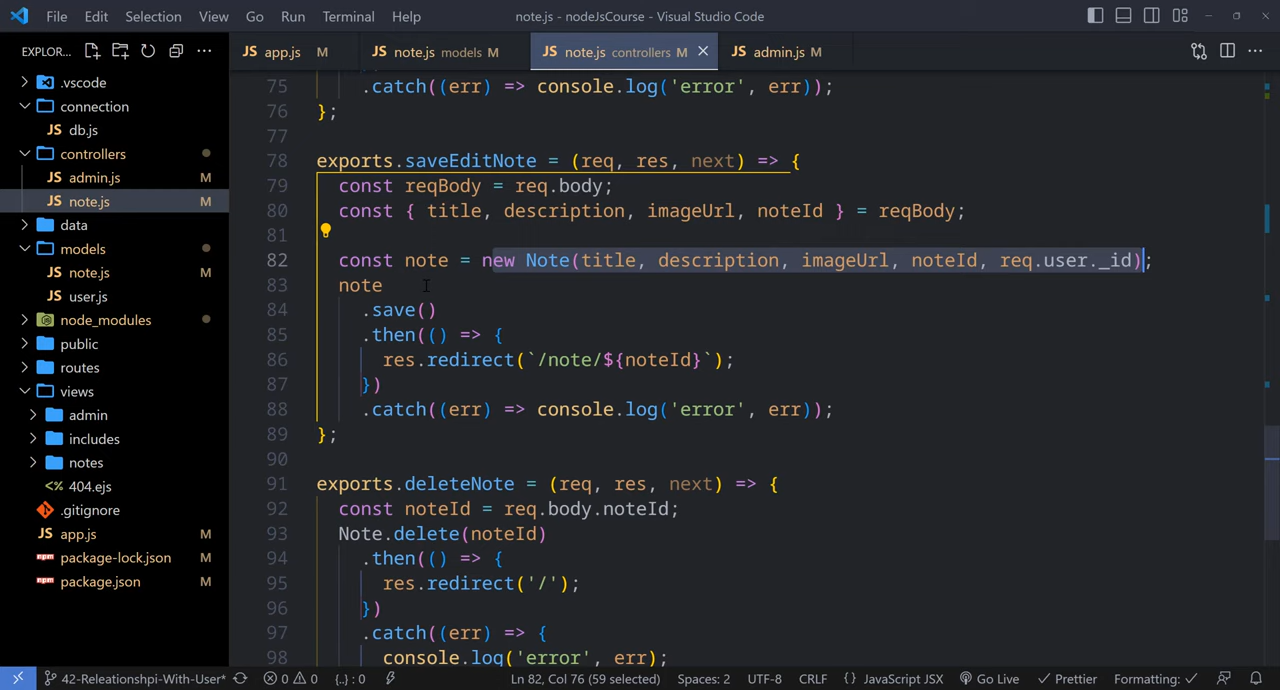 File Edit Selection View Go Run Terminal Help note.js - nodeJsCourse - Visual Studio Code
EXPLOR... ···
JS app.js M JS note.js models M JS note.js controllers M × JS admin.js M ···
.vscode
connection
JS db.js
controllers
JS admin.js M
JS note.js M
data
models
JS note.js M
JS user.js
node_modules
public
routes
views
admin
includes
notes
<%> 404.ejs
.gitignore
JS app.js M
npm package-lock.json M
npm package.json M
75 .catch((err) => console.log('error', err));
76 };
77
78 exports.saveEditNote = (req, res, next) => {
79 const reqBody = req.body;
80 const { title, description, imageUrl, noteId } = reqBody;
81
82 const note = new Note(title, description, imageUrl, noteId, req.user._id);
83 note
84 .save()
85 .then(() => {
86 res.redirect(`/note/${noteId}`);
87 })
88 .catch((err) => console.log('error', err));
89 };
90
91 exports.deleteNote = (req, res, next) => {
92 const noteId = req.body.noteId;
93 Note.delete(noteId)
94 .then(() => {
95 res.redirect('/');
96 })
97 .catch((err) => {
98 console.log('error', err);
42-Releationshpi-With-User* 0 0 {..} : 0 Ln 82, Col 76 (59 selected) Spaces: 2 UTF-8 CRLF {} JavaScript JSX Go Live Prettier Formatting: